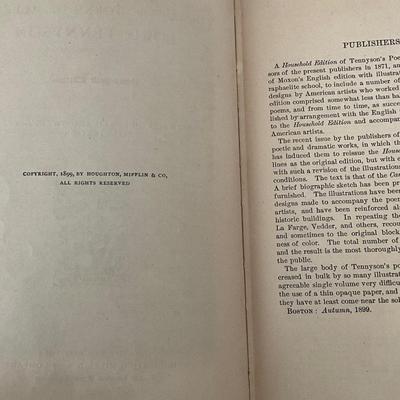 COPYRIGHT, 1899, BY HOUGHTON, MIFFLIN & CO,
ALL RIGHTS RESERVED
PUBLISHERS
A Household Edition of Tennyson's Poe
sors of the present publishers in 1871, an
of Moxon's English edition with illustrat
raphaelite school, to include a number of
designs by American artists who worked
edition comprised somewhat less than ha
poems, and from time to time, as succes
lished by arrangement with the English
to the Household Edition and accompan
American artists.
The recent issue by the publishers of
poetic and dramatic works, in which th
has induced them to reissue the House
lines as the original edition, but with e
with such a revision of the illustrations
conditions. The text is that of the Cam
A brief biographic sketch has been pr
furnished. The illustrations have been
designs made to accompany the poem
artists, and have been reinforced al
historic buildings. In repeating the
La Farge, Vedder, and others, recou
and sometimes to the original block
ness of color. The total number of
and the result is the most thoroughly
the public.
The large body of Tennyson's po
creased in bulk by so many illustrat
agreeable single volume very difficu
the use of a thin opaque paper, and
they have at least come near the sol
BOSTON: Autumn, 1899.